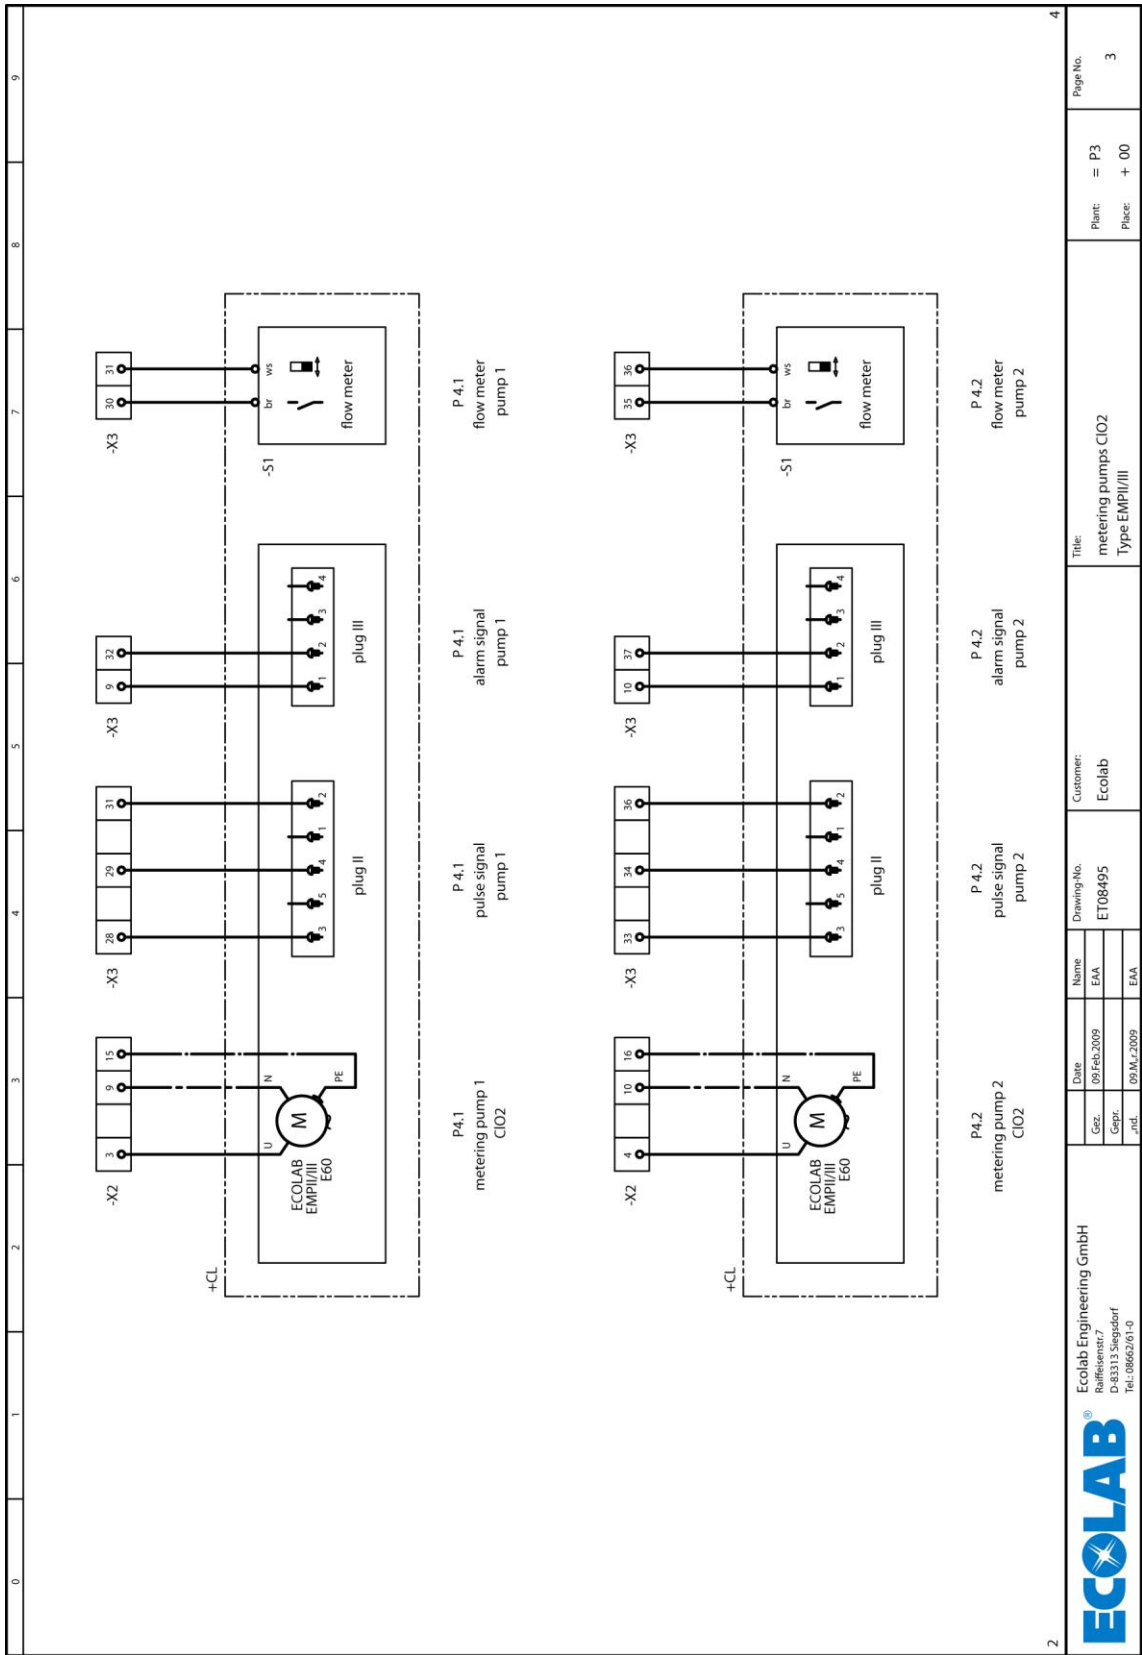 0 1 2 3 4 5 6 7 8 9
-X2 -X3 -X3 -X3
3 9 15 28 29 31 9 32 30 31
+CL
U N PE
M
ECOLAB
EMPII/III
E60
3 5 4 1 2
plug II
1 2 3 4
plug III
-S1
br ws
flow meter
P4.1
metering pump 1
ClO2
P 4.1
pulse signal
pump 1
P 4.1
alarm signal
pump 1
P 4.1
flow meter
pump 1
-X2 -X3 -X3 -X3
4 10 16 33 34 36 10 37 35 36
+CL
U N PE
M
ECOLAB
EMPII/III
E60
3 5 4 1 2
plug II
1 2 3 4
plug III
-S1
br ws
flow meter
P4.2
metering pump 2
ClO2
P 4.2
pulse signal
pump 2
P 4.2
alarm signal
pump 2
P 4.2
flow meter
pump 2
2 4
ECOLAB®
Ecolab Engineering GmbH
Raiffeisenstr.7
D-83313 Siegsdorf
Tel.: 08662/61-0
Date Name
Gez. 09.Feb.2009 EAA
Gepr.
„nd. 09.M„r.2009 EAA
Drawing-No.
ET08495
Customer:
Ecolab
Title:
metering pumps ClO2
Type EMPII/III
Plant: = P3
Place: + 00
Page No.
3